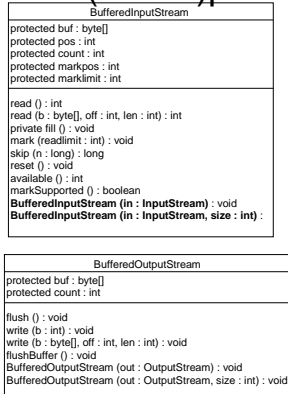 BufferedInputStream
protected buf : byte[]
protected pos : int
protected count : int
protected markpos : int
protected marklimit : int
read () : int
read (b : byte[], off : int, len : int) : int
private fill () : void
mark (readlimit : int) : void
skip (n : long) : long
reset () : void
available () : int
markSupported () : boolean
BufferedInputStream (in : InputStream) : void
BufferedInputStream (in : InputStream, size : int) :
BufferedOutputStream
protected buf : byte[]
protected count : int
flush () : void
write (b : int) : void
write (b : byte[], off : int, len : int) : void
flushBuffer () : void
BufferedOutputStream (out : OutputStream) : void
BufferedOutputStream (out : OutputStream, size : int) : void